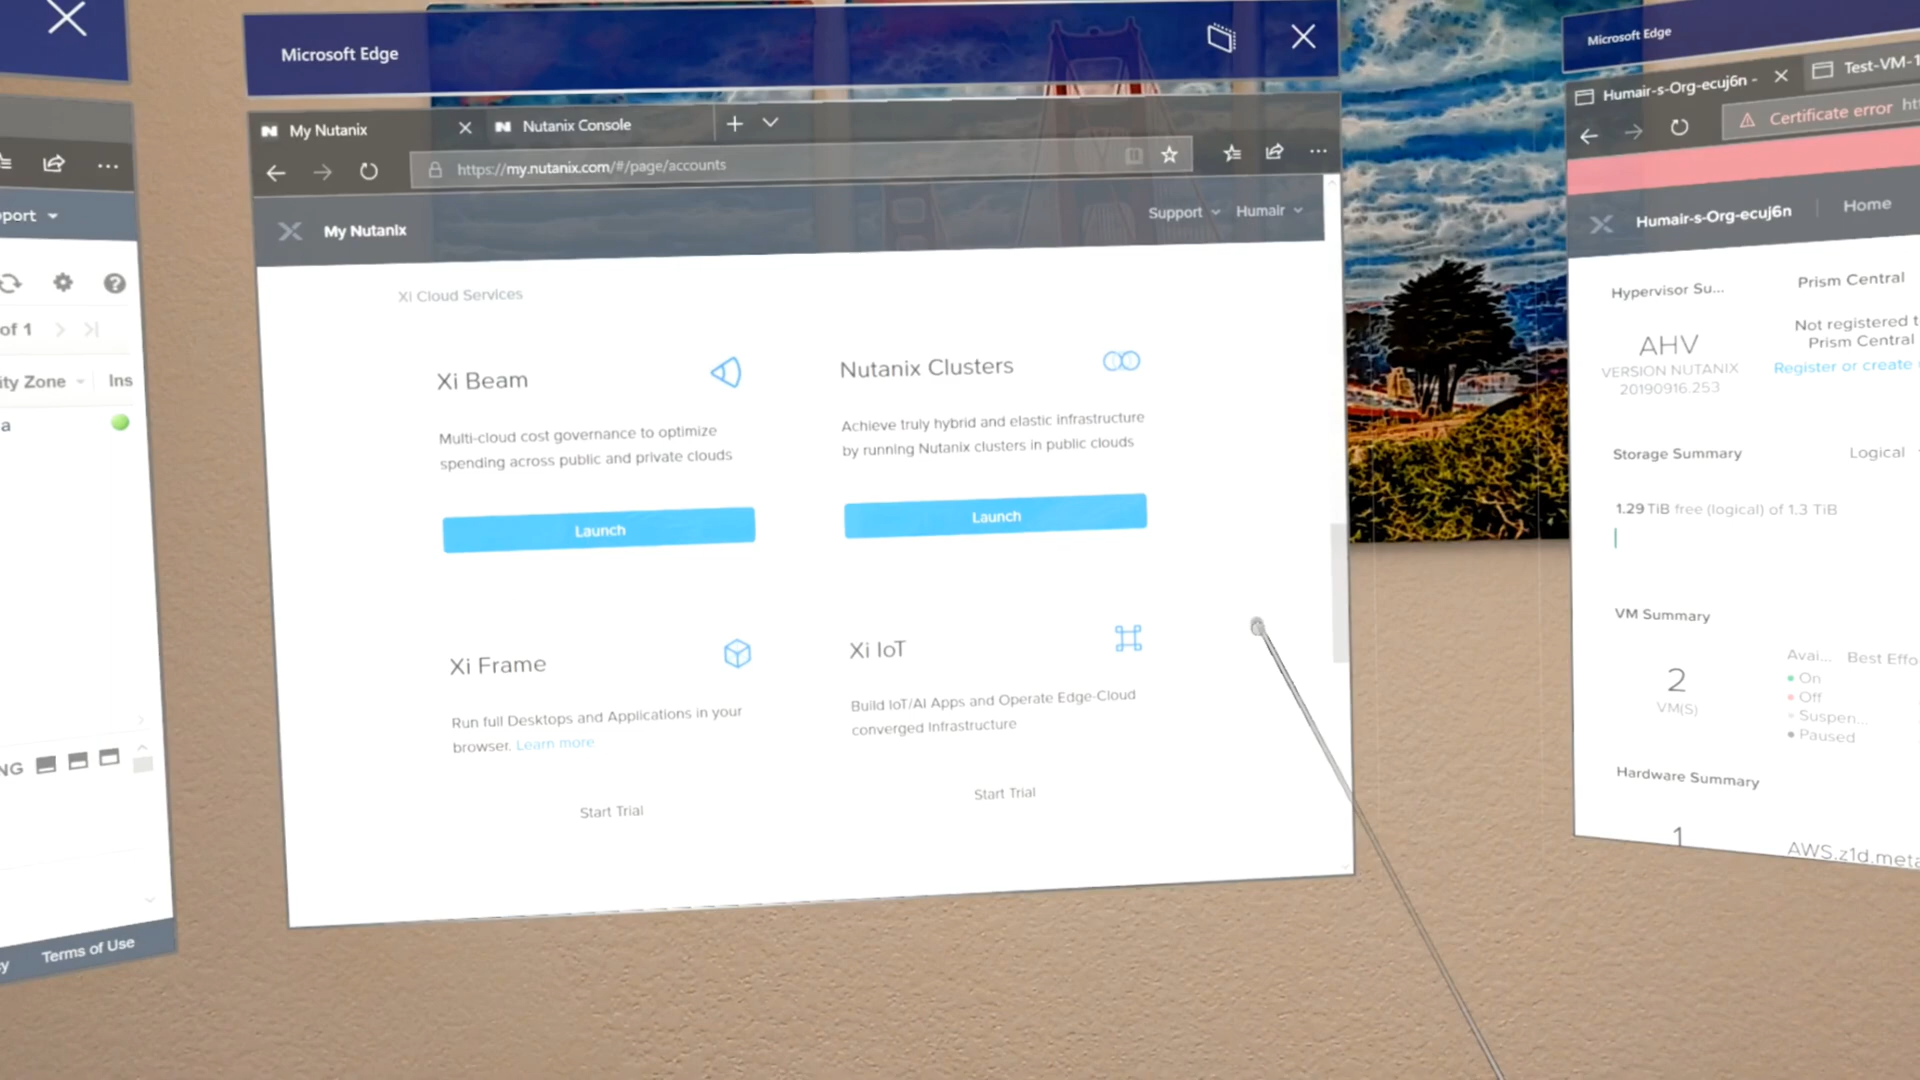 port
of 1
ity Zone
Ins
a
NG
Terms of Use
Microsoft Edge
My Nutanix
Nutanix Console
https://my.nutanix.com/#/page/accounts
My Nutanix
Support
Humair
XI Cloud Services
Xi Beam
Multi-cloud cost governance to optimize
spending across public and private clouds
Launch
Nutanix Clusters
Achieve truly hybrid and elastic infrastructure
by running Nutanix clusters in public clouds
Launch
Xi Frame
Run full Desktops and Applications in your
browser. Learn more
Start Trial
Xi IoT
Build IoT/AI Apps and Operate Edge-Cloud
converged Infrastructure
Start Trial
Microsoft Edge
Humair-s-Org-ecuj6n -
Test-VM-1
Certificate error
Humair-s-Org-ecuj6n
Home
Hypervisor Su...
AHV
VERSION NUTANIX
20190916.253
Prism Central
Not registered t
Prism Central
Register or create
Storage Summary
Logical
1.29 TiB free (logical) of 1.3 TiB
VM Summary
2
VM(S)
Avai...
Best Effo
On
Off
Suspen...
Paused
Hardware Summary
1
AWS.z1d.meta